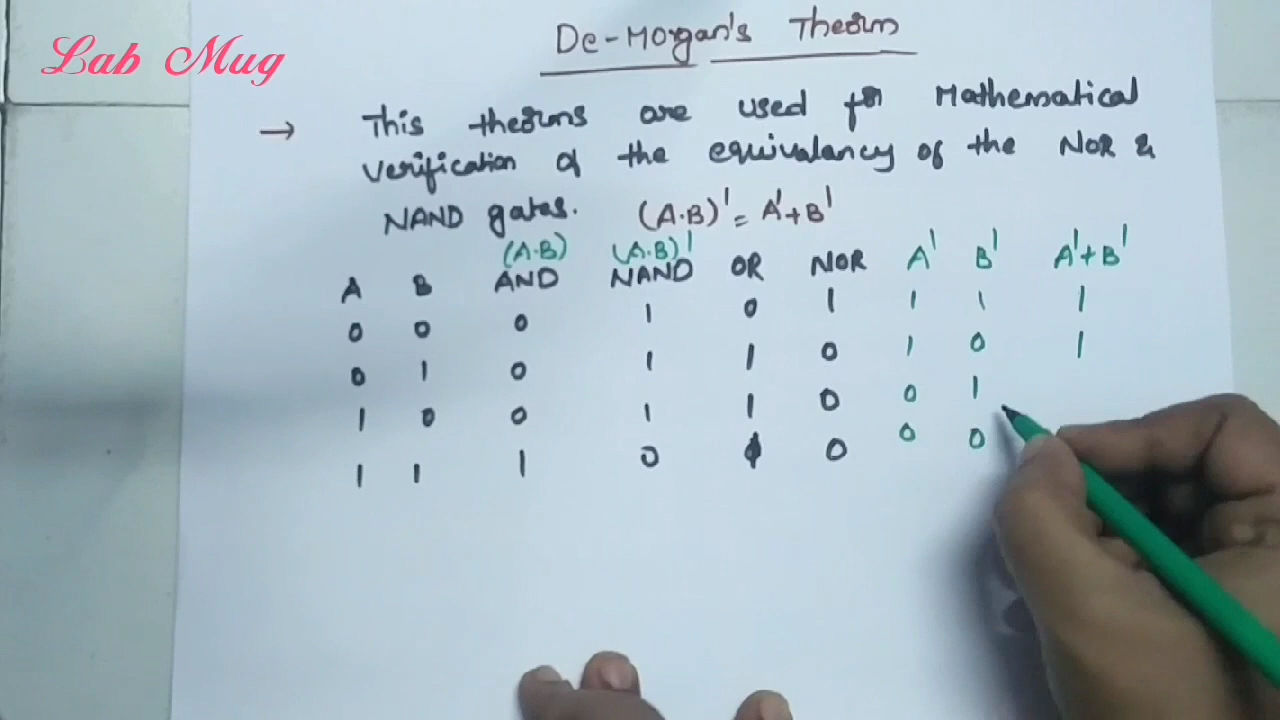 Lab Mug
De-Morgan's Theorm
→ This theorms are used for Mathematical
verification of the equivalancy of the NOR &
NAND gates. (A·B)' = A'+B'
(A·B) (A·B)' A' B' A'+B'
A B AND NAND OR NOR
0 0 0 1 0 1 1 1 1
0 1 0 1 1 0 1 0 1
1 0 0 1 1 0 0 1
1 1 1 0 1 0 0 0